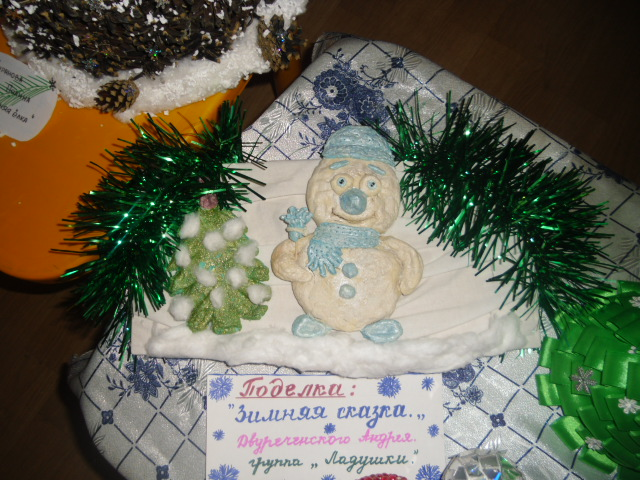 Поделка:
"Зимняя сказка.„
Двуреченского Андрея.
группа „Ладушки."